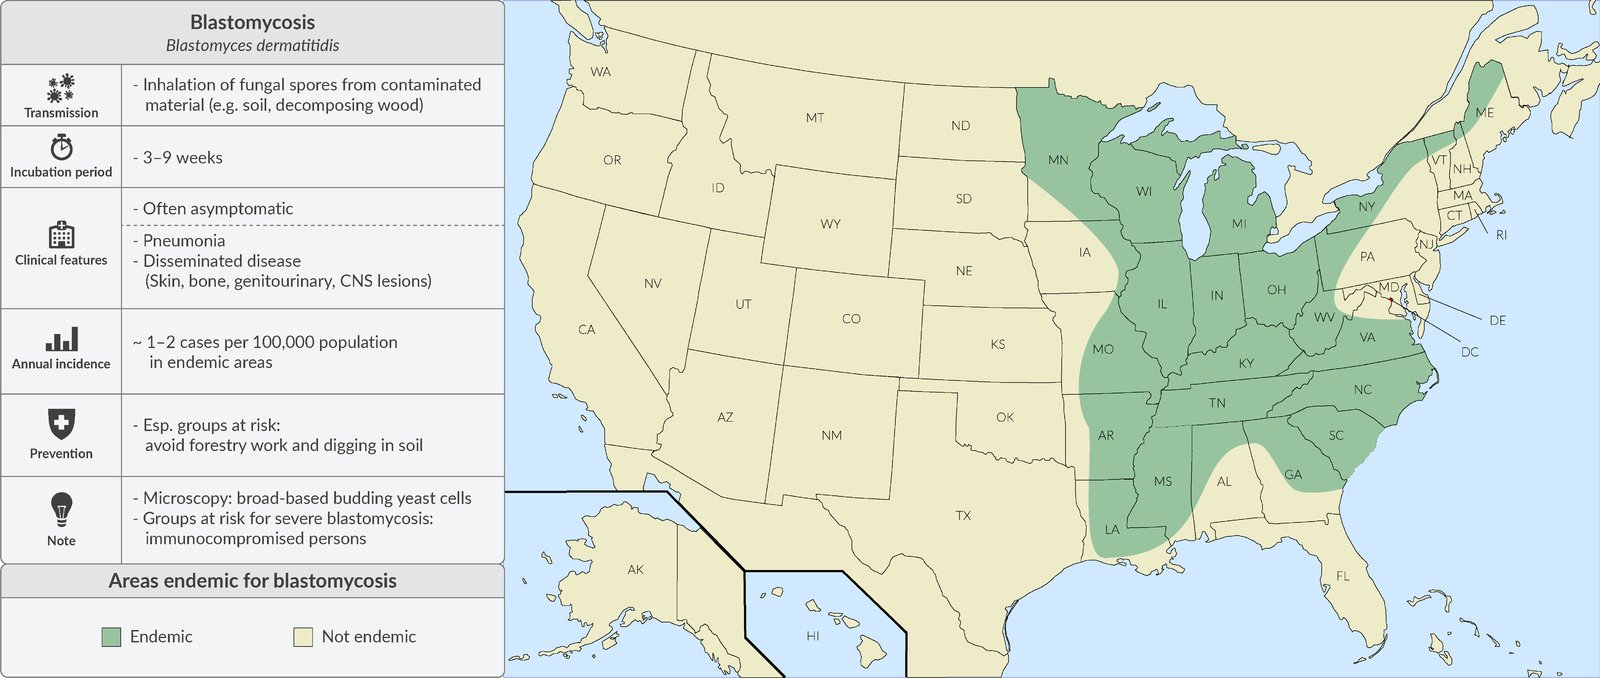 Blastomycosis
Blastomyces dermatitidis
Transmission
- Inhalation of fungal spores from contaminated
material (e.g. soil, decomposing wood)
Incubation period
- 3–9 weeks
Clinical features
- Often asymptomatic
- Pneumonia
- Disseminated disease
(Skin, bone, genitourinary, CNS lesions)
Annual incidence
~ 1–2 cases per 100,000 population
in endemic areas
Prevention
- Esp. groups at risk:
avoid forestry work and digging in soil
Note
- Microscopy: broad-based budding yeast cells
- Groups at risk for severe blastomycosis:
immunocompromised persons
Areas endemic for blastomycosis
Endemic
Not endemic
WA
MT
ND
ME
OR
ID
MN
VT
NH
SD
WI
MA
WY
NY
CT
MI
RI
IA
PA
NJ
NE
NV
UT
IL
IN
OH
MD
CO
WV
DE
CA
KS
MO
VA
DC
KY
NC
AZ
OK
TN
NM
AR
SC
GA
MS
AL
TX
LA
AK
FL
HI